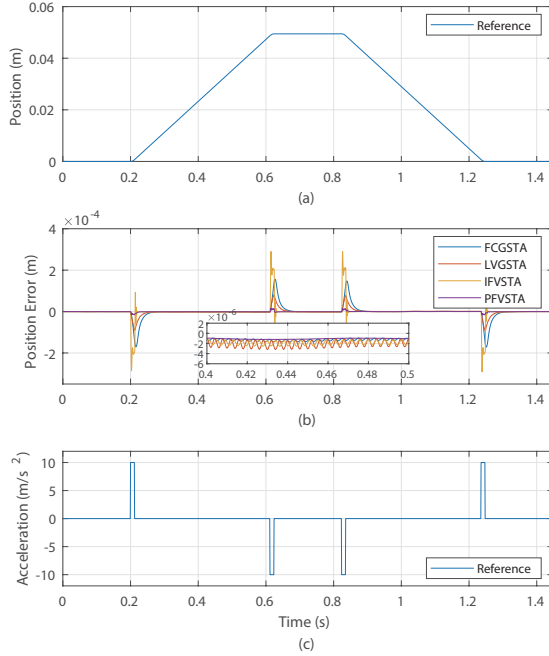 0.06
0.04
0.02
0
Position (m)
Reference
0 0.2 0.4 0.6 0.8 1 1.2 1.4
(a)
×10⁻⁴
4
2
0
-2
Position Error (m)
FCGSTA
LVGSTA
IFVSTA
PFVSTA
×10⁻⁶
2
0
-2
-4
-6
0.4 0.42 0.44 0.46 0.48 0.5
0 0.2 0.4 0.6 0.8 1 1.2 1.4
(b)
10
5
0
-5
-10
Acceleration (m/s²)
Reference
0 0.2 0.4 0.6 0.8 1 1.2 1.4
Time (s)
(c)